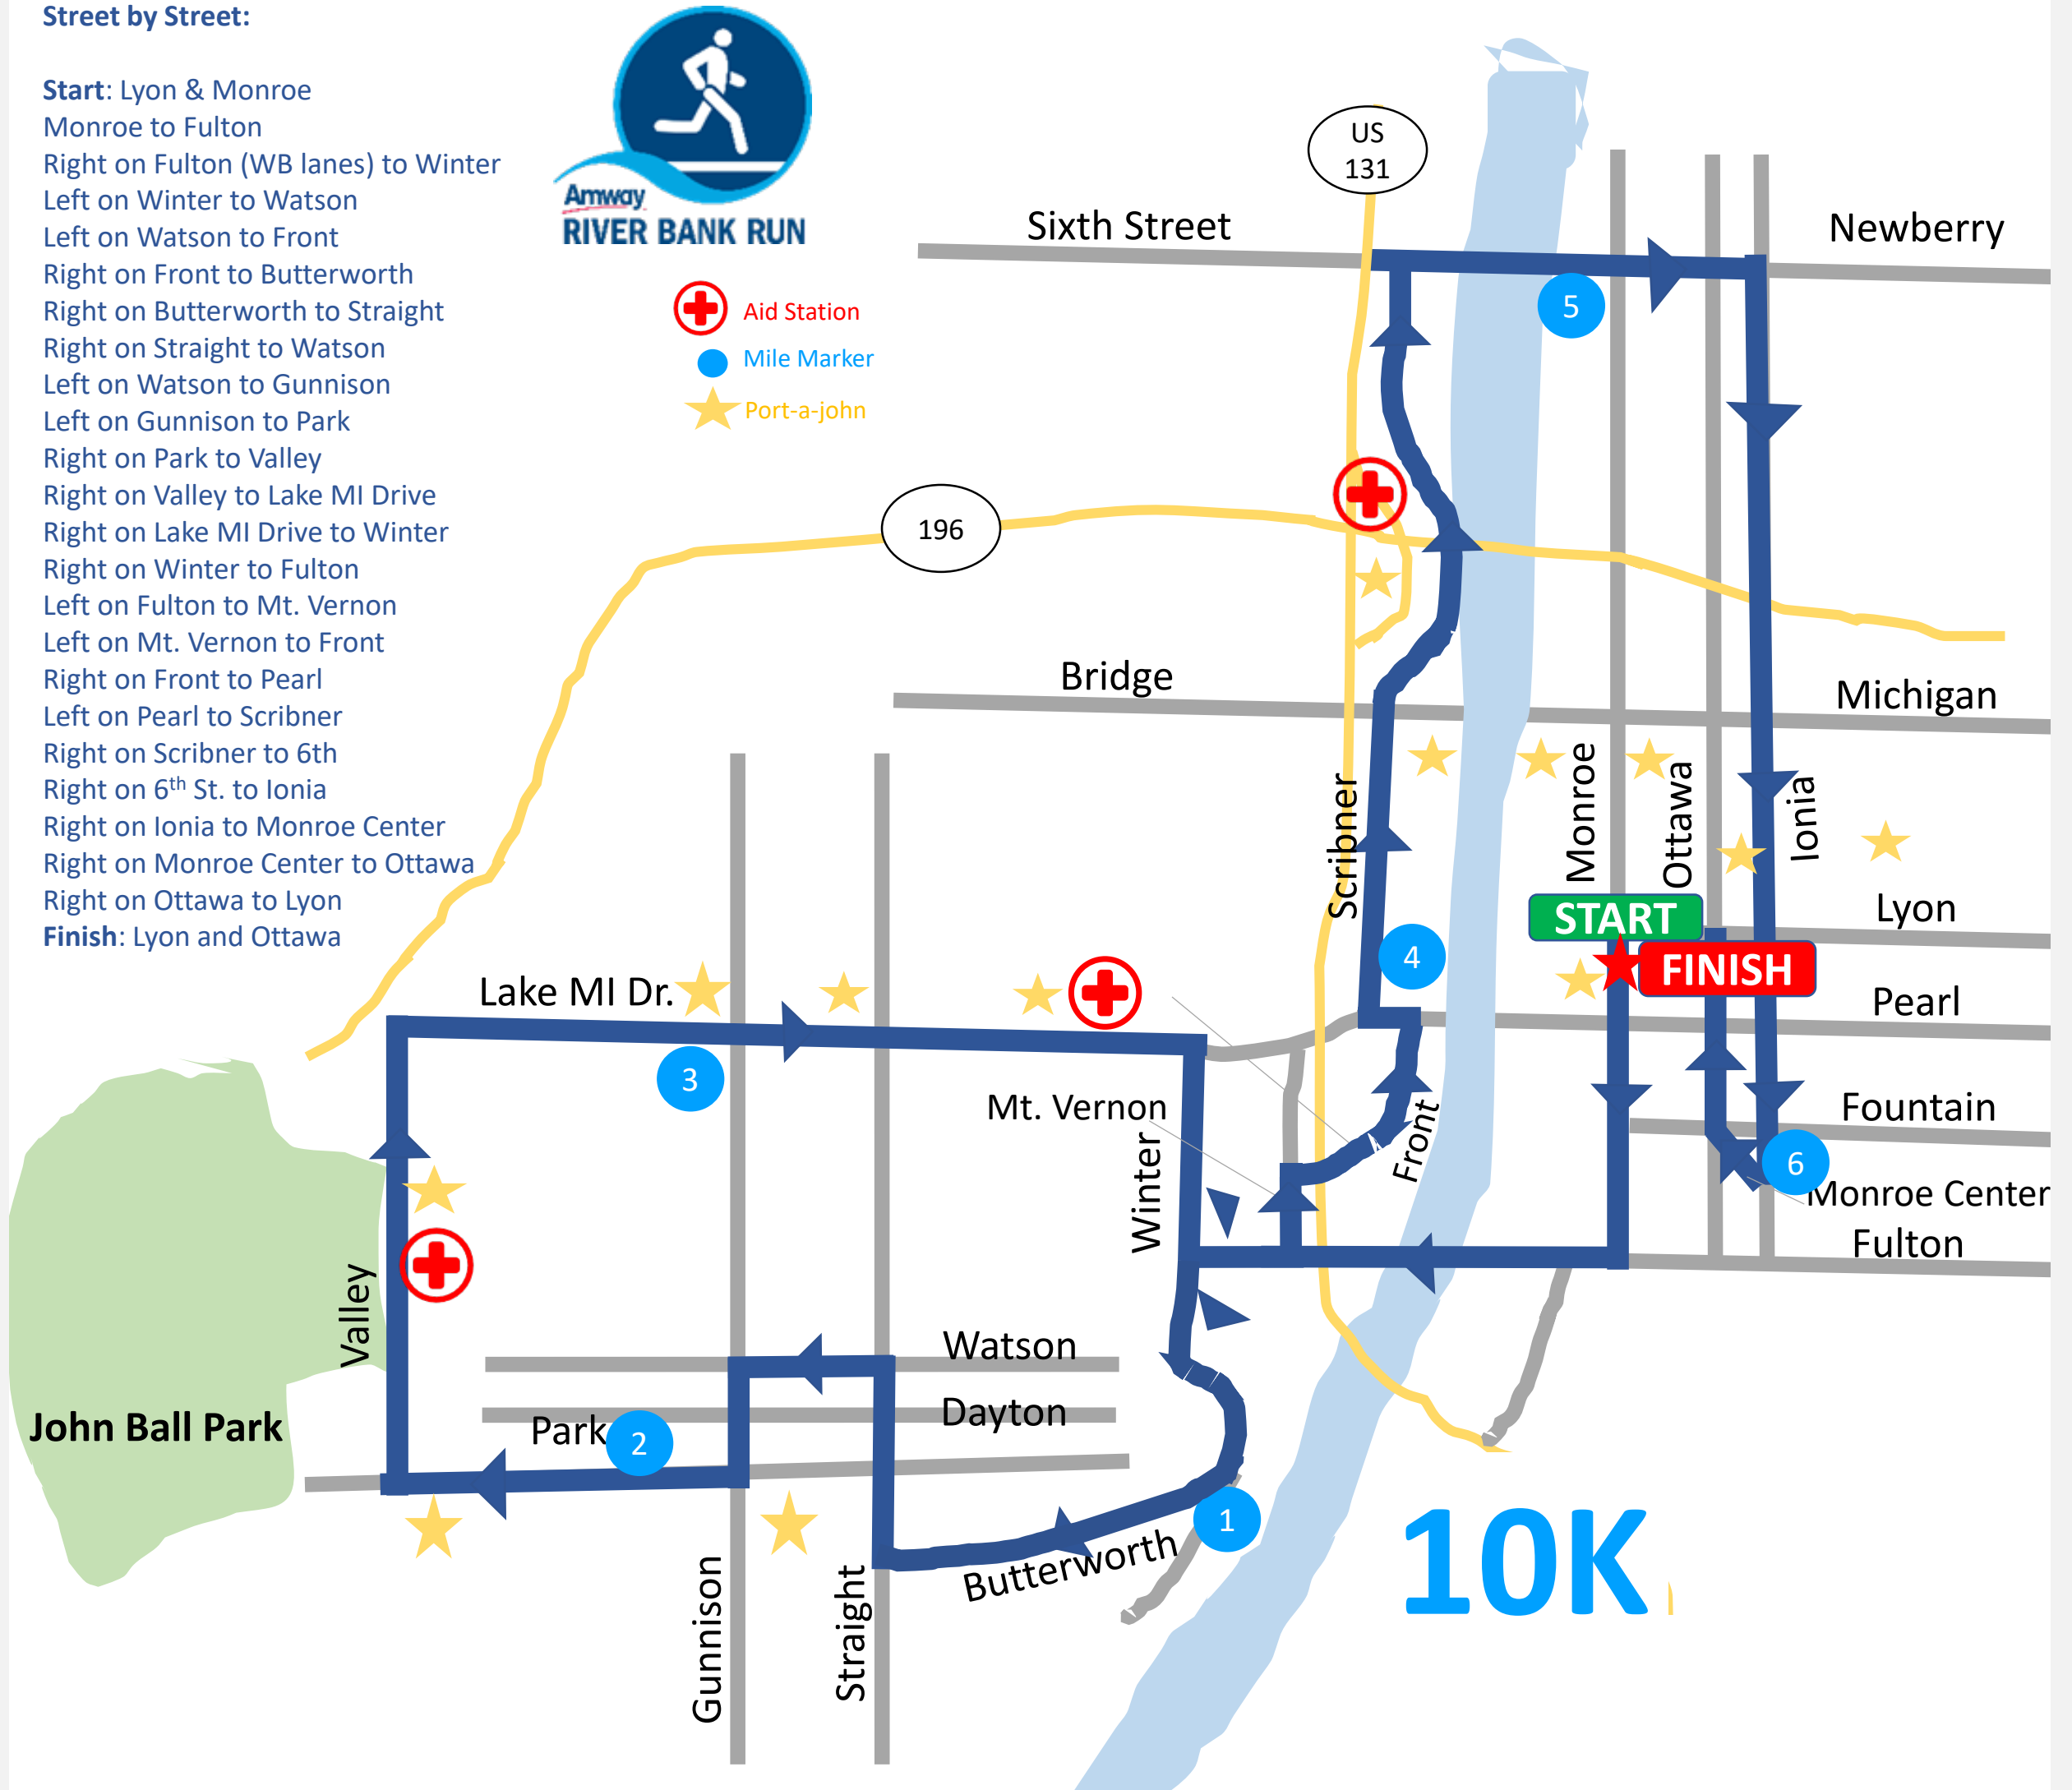 Street by Street:
Start: Lyon & Monroe
Monroe to Fulton
Right on Fulton (WB lanes) to Winter
Left on Winter to Watson
Left on Watson to Front
Right on Front to Butterworth
Right on Butterworth to Straight
Right on Straight to Watson
Left on Watson to Gunnison
Left on Gunnison to Park
Right on Park to Valley
Right on Valley to Lake MI Drive
Right on Lake MI Drive to Winter
Right on Winter to Fulton
Left on Fulton to Mt. Vernon
Left on Mt. Vernon to Front
Right on Front to Pearl
Left on Pearl to Scribner
Right on Scribner to 6th
Right on 6th St. to Ionia
Right on Ionia to Monroe Center
Right on Monroe Center to Ottawa
Right on Ottawa to Lyon
Finish: Lyon and Ottawa
Amway
RIVER BANK RUN
Aid Station
Mile Marker
Port-a-john
US
131
Sixth Street
Newberry
5
196
Bridge
Michigan
Scribner
Monroe
Ottawa
Ionia
START
Lyon
4
FINISH
Lake MI Dr.
Pearl
3
Mt. Vernon
Winter
Front
Fountain
6
Monroe Center
Fulton
Valley
Watson
Dayton
Park
2
John Ball Park
1
Butterworth
Gunnison
Straight
10K